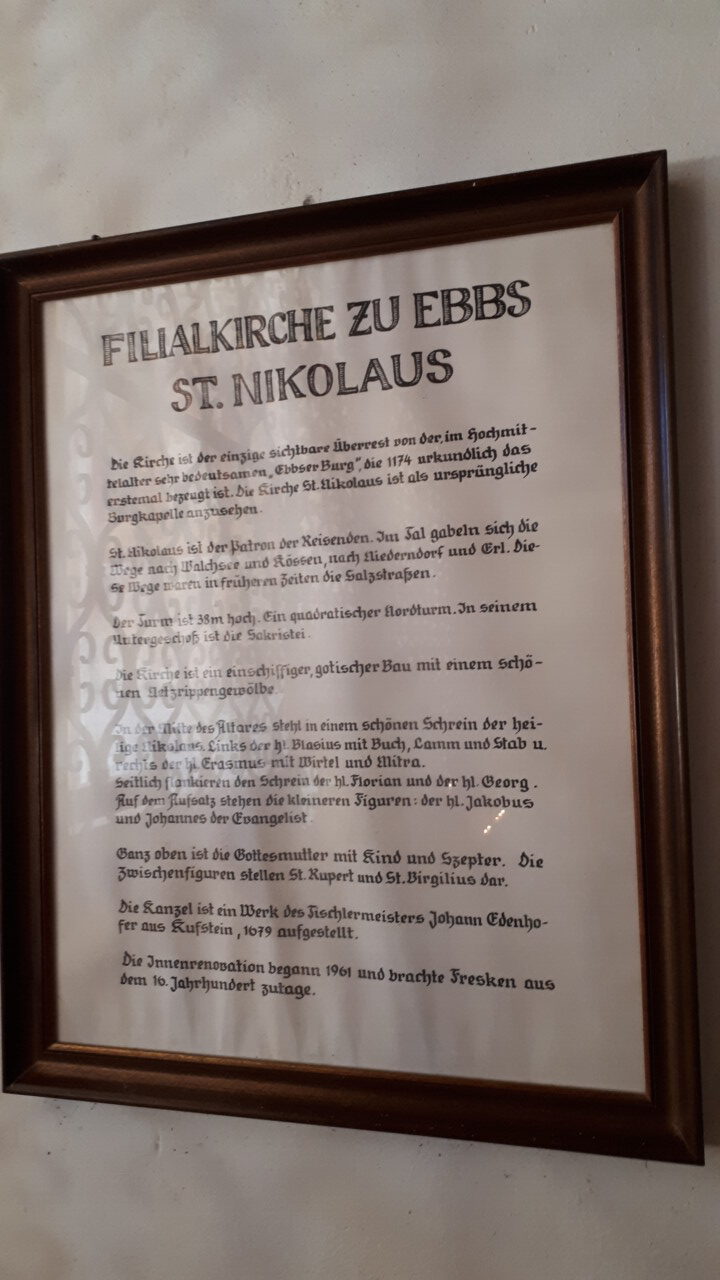 FILIALKIRCHE ZU EBBS
ST. NIKOLAUS
Die Kirche ist der einzige sichtbare Überrest von der, im Hochmit-
telalter sehr bedeutsamen „Ebbser Burg", die 1174 urkundlich das
erstemal bezeugt ist. Die Kirche St. Nikolaus ist als ursprüngliche
Burgkapelle anzusehen.
St. Nikolaus ist der Patron der Reisenden. Im Tal gabeln sich die
Wege nach Walchsee und Kössen, nach Niederndorf und Erl. Die-
se Wege waren in früheren Zeiten die Salzstraßen.
Der Turm ist 38m hoch. Ein quadratischer Nordturm. In seinem
Untergeschoß ist die Sakristei.
Die Kirche ist ein einschiffiger, gotischer Bau mit einem schö-
nen Netzrippengewölbe.
In der Mitte des Altares steht in einem schönen Schrein der hei-
lige Nikolaus. Links der hl. Blasius mit Buch, Lamm und Stab u.
rechts der hl. Erasmus mit Wirtel und Mitra.
Seitlich flankieren den Schrein der hl. Florian und der hl. Georg.
Auf dem Aufsatz stehen die kleineren Figuren: der hl. Jakobus
und Johannes der Evangelist.
Ganz oben ist die Gottesmutter mit Kind und Szepter. Die
Zwischenfiguren stellen St. Rupert und St. Virgilius dar.
Die Kanzel ist ein Werk des Tischlermeisters Johann Edenho-
fer aus Kufstein, 1679 aufgestellt.
Die Innenrenovation begann 1961 und brachte Fresken aus
dem 16. Jahrhundert zutage.